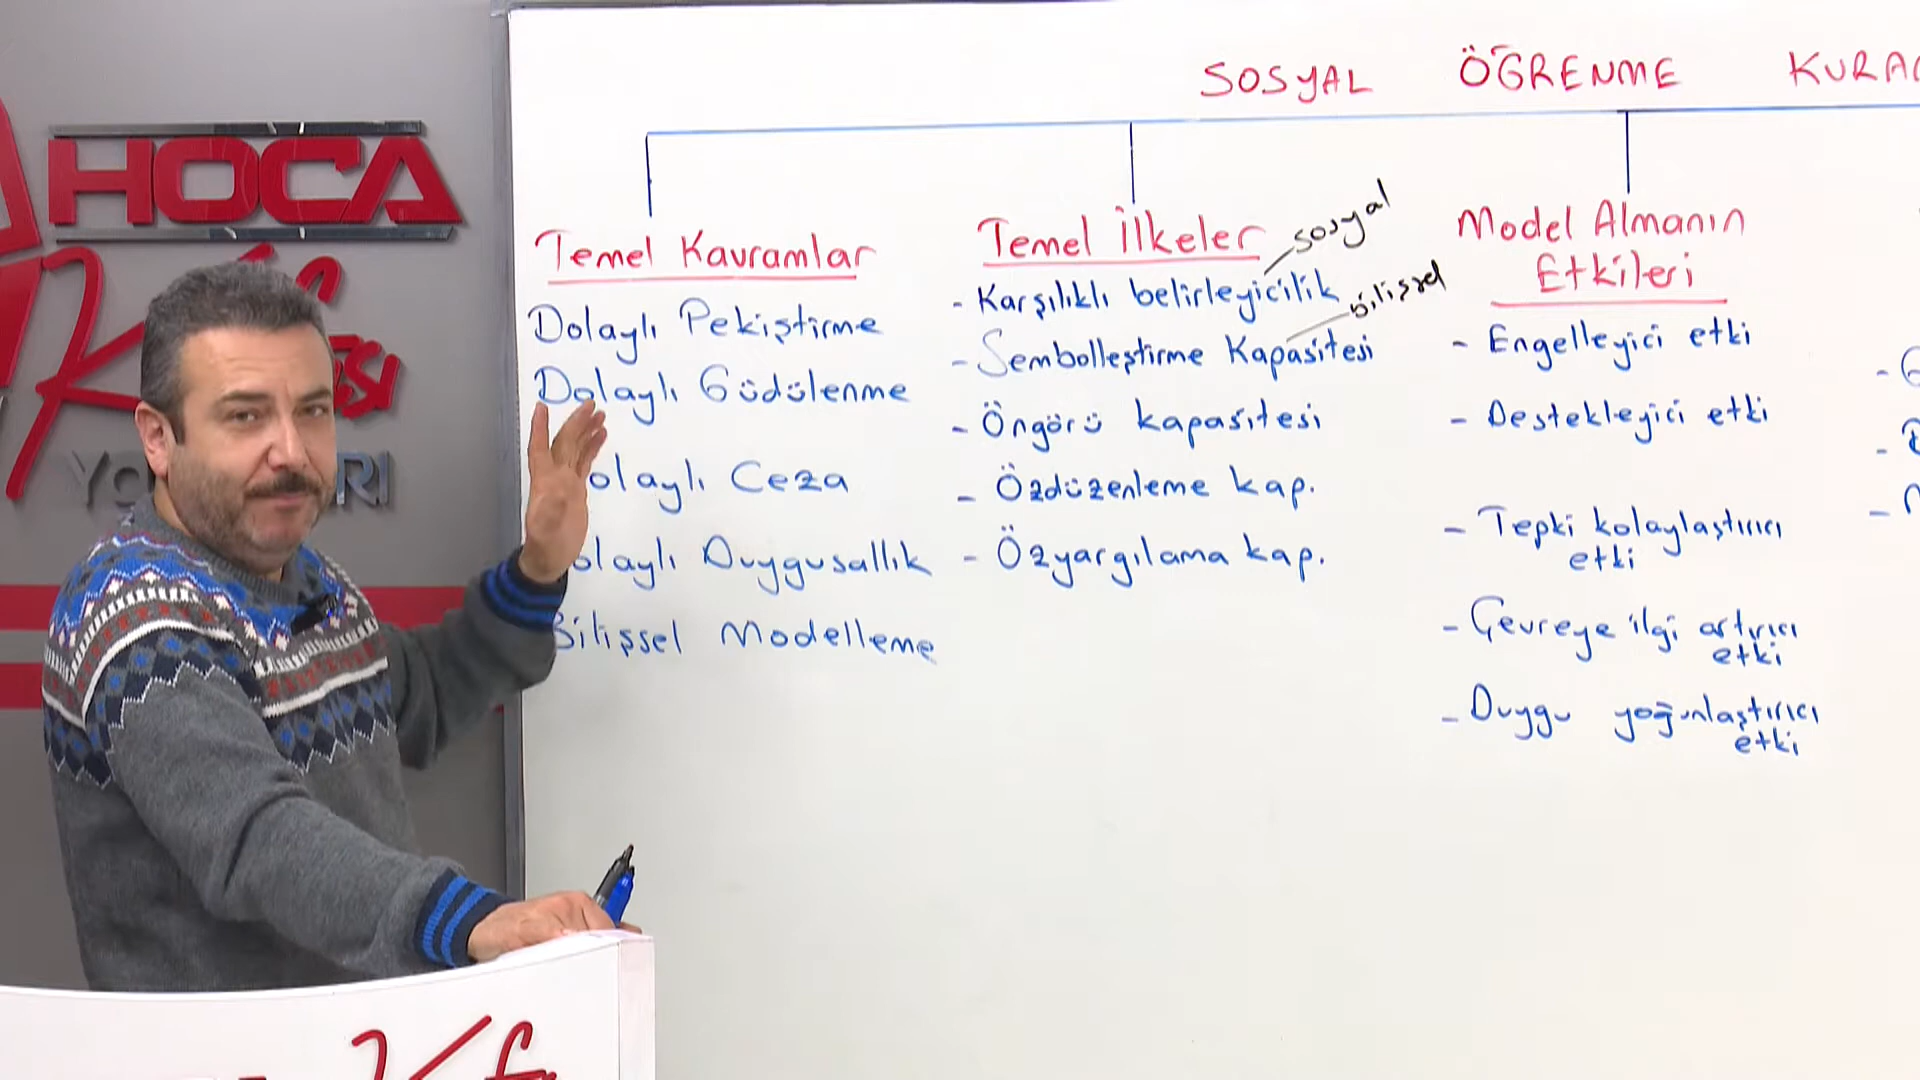 SOSYAL ÖĞRENME
HOCA
Temel Kavramlar
Dolaylı Pekiştirme
Dolaylı Güdülenme
olaylı Ceza
olaylı Duygusallık
Bilişsel Modelleme
Temel İlkeler
sosyal
- Karşılıklı belirleyicilik
bilişsel
- Sembolleştirme Kapasitesi
- Öngörü kapasitesi
- Özdüzenleme kap.
- Özyargılama kap.
Model Almanın
Etkileri
- Engelleyici etki
- Destekleyici etki
- Tepki kolaylaştırıcı
etki
- Çevreye ilgi artırıcı
etki
- Duygu yoğunlaştırıcı
etki